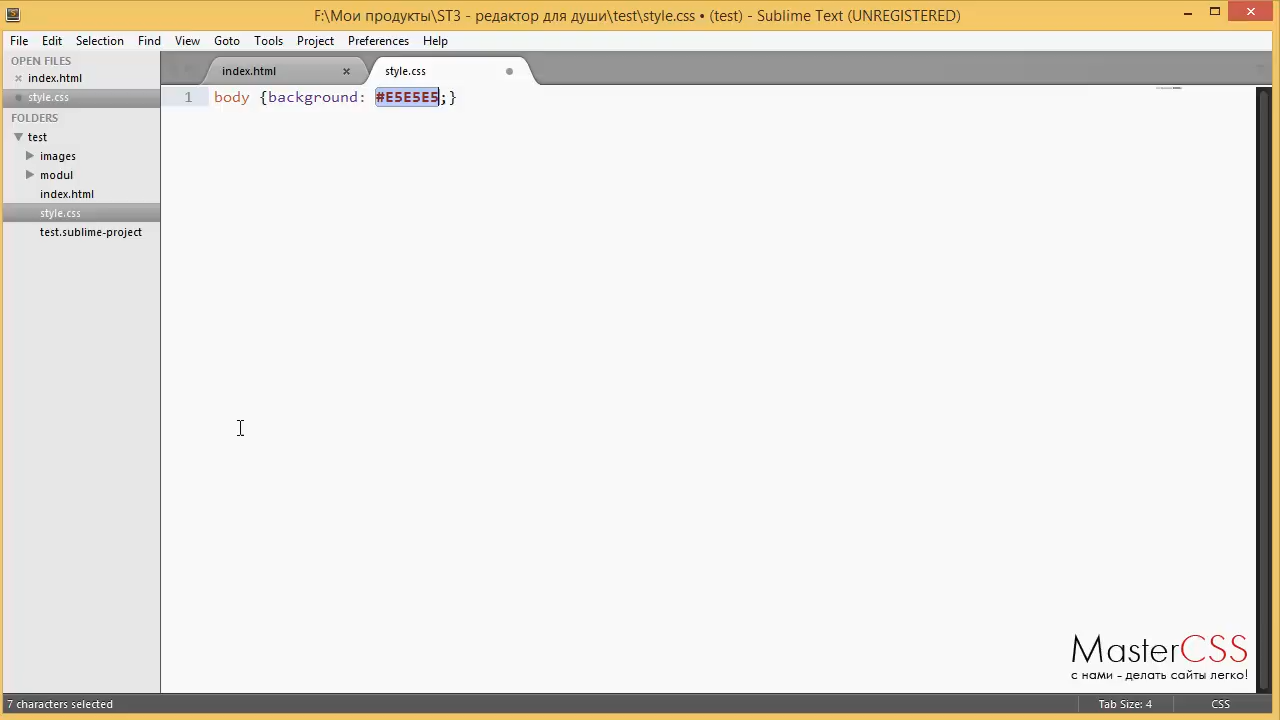 F:\Мои продукты\ST3 - редактор для души\test\style.css • (test) - Sublime Text (UNREGISTERED)
File Edit Selection Find View Goto Tools Project Preferences Help
OPEN FILES
index.html
style.css
FOLDERS
test
images
modul
index.html
style.css
test.sublime-project
index.html
style.css
1 body {background: #E5E5E5;}
MasterCSS
с нами - делать сайты легко!
7 characters selected
Tab Size: 4
CSS